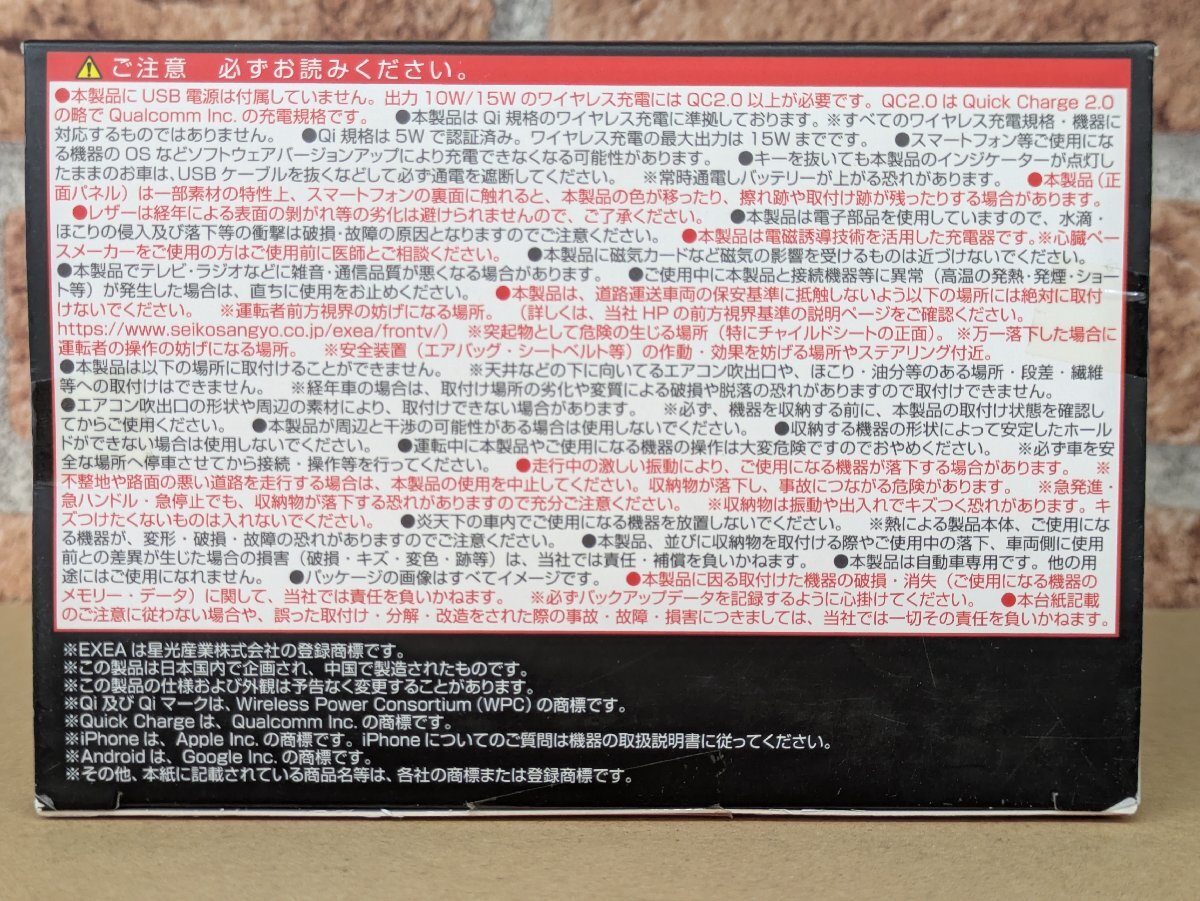 ご注意 必ずお読みください。
●本製品に USB 電源は付属していません。出力 10W/15W のワイヤレス充電には QC2.0 以上が必要です。QC2.0 は Quick Charge 2.0
の略で Qualcomm Inc. の充電規格です。 ●本製品は Qi 規格のワイヤレス充電に準拠しております。※すべてのワイヤレス充電規格・機器に
対応するものではありません。 ●Qi 規格は 5W で認証済み。ワイヤレス充電の最大出力は 15W までです。 ●スマートフォン等ご使用にな
る機器の OS などソフトウェアバージョンアップにより充電できなくなる可能性があります。 ●キーを抜いても本製品のインジケーターが点灯し
たままのお車は、USB ケーブルを抜くなどして必ず通電を遮断してください。 ※常時通電しバッテリーが上がる恐れがあります。 ●本製品（正
面パネル）は一部素材の特性上、スマートフォンの裏面に触れると、本製品の色が移ったり、擦れ跡や取付け跡が残ったりする場合があります。
●レザーは経年による表面の剥がれ等の劣化は避けられませんので、ご了承ください。 ●本製品は電子部品を使用していますので、水滴・
ほこりの侵入及び落下等の衝撃は破損・故障の原因となりますのでご注意ください。 ●本製品は電磁誘導技術を活用した充電器です。※心臓ペー
スメーカーをご使用の方はご使用前に医師とご相談ください。 ●本製品に磁気カードなど磁気の影響を受けるものは近づけないでください。
●本製品でテレビ・ラジオなどに雑音・通信品質が悪くなる場合があります。 ●ご使用中に本製品と接続機器等に異常（高温の発熱・発煙・ショー
ト等）が発生した場合は、直ちに使用をお止めください。 ●本製品は、道路運送車両の保安基準に抵触しないよう以下の場所には絶対に取付
けないでください。 ※運転者前方視界の妨げになる場所。 （詳しくは、当社 HP の前方視界基準の説明ページをご確認ください。
https://www.seikosangyo.co.jp/exea/frontv/） ※突起物として危険の生じる場所（特にチャイルドシートの正面）。※万一落下した場合に
運転者の操作の妨げになる場所。 ※安全装置（エアバッグ・シートベルト等）の作動・効果を妨げる場所やステアリング付近。
●本製品は以下の場所に取付けることができません。 ※天井などの下に向いてるエアコン吹出口や、ほこり・油分等のある場所・段差・繊維
等への取付けはできません。 ※経年車の場合は、取付け場所の劣化や変質による破損や脱落の恐れがありますので取付けできません。
●エアコン吹出口の形状や周辺の素材により、取付けできない場合があります。 ※必ず、機器を収納する前に、本製品の取付け状態を確認し
てからご使用ください。 ●本製品が周辺と干渉の可能性がある場合は使用しないでください。 ●収納する機器の形状によって安定したホール
ドができない場合は使用しないでください。 ●運転中に本製品やご使用になる機器の操作は大変危険ですのでおやめください。 ※必ず車を安
全な場所へ停車させてから接続・操作等を行ってください。 ●走行中の激しい振動により、ご使用になる機器が落下する場合があります。 ※
不整地や路面の悪い道路を走行する場合は、本製品の使用を中止してください。収納物が落下し、事故につながる危険があります。 ※急発進・
急ハンドル・急停止でも、収納物が落下する恐れがありますので充分ご注意ください。 ※収納物は振動や出入れでキズつく恐れがあります。キ
ズつけたくないものは入れないでください。 ●炎天下の車内でご使用になる機器を放置しないでください。 ※熱による製品本体、ご使用にな
る機器が、変形・破損・故障の恐れがありますのでご注意ください。 ●本製品、並びに収納物を取付ける際やご使用中の落下、車両側に使用
前との差異が生じた場合の損害（破損・キズ・変色・跡等）は、当社では責任・補償を負いかねます。 ●本製品は自動車専用です。他の用
途にはご使用になれません。 ●パッケージの画像はすべてイメージです。 ●本製品に因る取付けた機器の破損・消失（ご使用になる機器の
メモリー・データ）に関して、当社では責任を負いかねます。 ※必ずバックアップデータを記録するように心掛けてください。 ●本台紙記載
のご注意に従わない場合や、誤った取付け・分解・改造をされた際の事故・故障・損害につきましては、当社では一切その責任を負いかねます。
※EXEA は星光産業株式会社の登録商標です。
※この製品は日本国内で企画され、中国で製造されたものです。
※この製品の仕様および外観は予告なく変更することがあります。
※Qi 及び Qi マークは、Wireless Power Consortium（WPC）の商標です。
※Quick Charge は、Qualcomm Inc. の商標です。
※iPhone は、Apple Inc. の商標です。iPhone についてのご質問は機器の取扱説明書に従ってください。
※Android は、Google Inc. の商標です。
※その他、本紙に記載されている商品名等は、各社の商標または登録商標です。